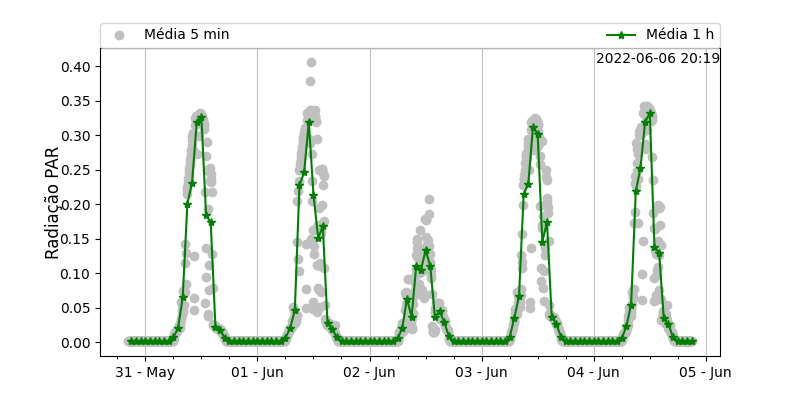 Média 5 min
Média 1 h
2022-06-06 20:19
Radiação PAR
0.40
0.35
0.30
0.25
0.20
0.15
0.10
0.05
0.00
31 - May
01 - Jun
02 - Jun
03 - Jun
04 - Jun
05 - Jun